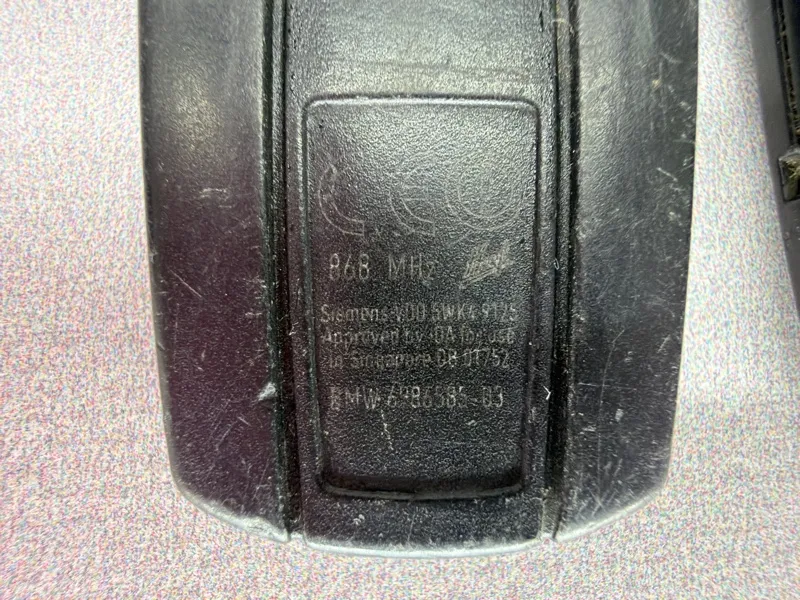 868 MHz
Siemens VDO 5WK4 9125
Approved by IDA for use
in Singapore DB 01752
BMW 6986585-03